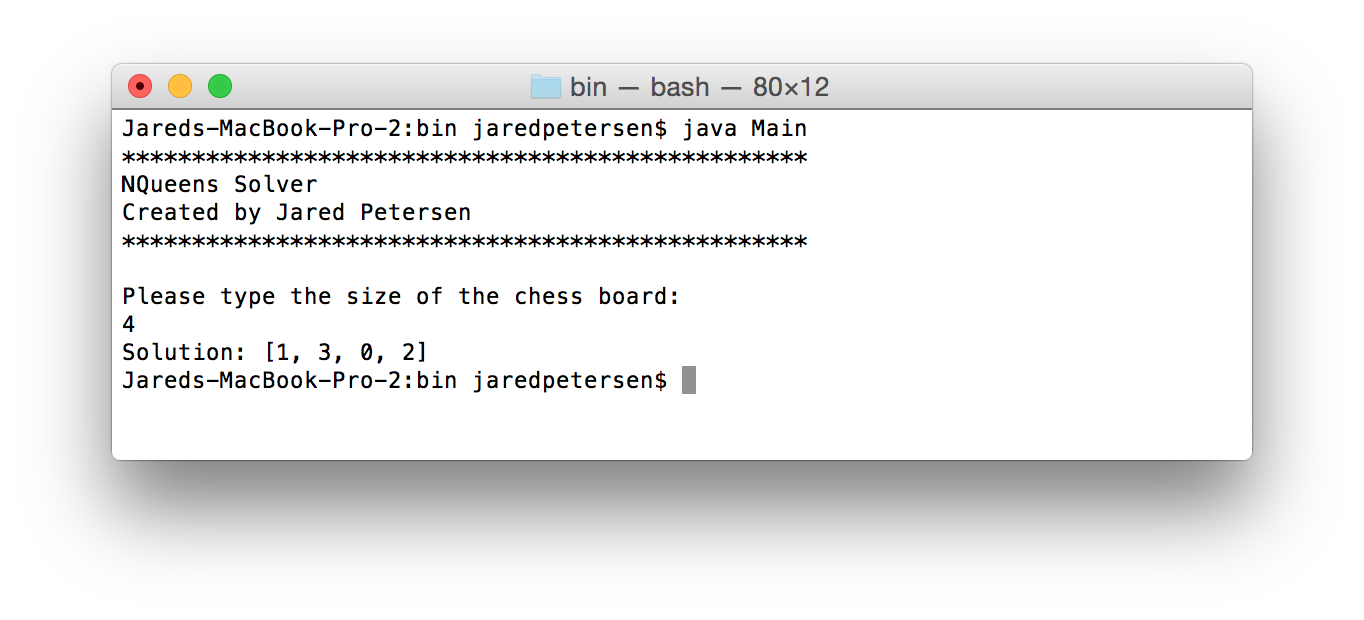 bin — bash — 80×12
Jareds-MacBook-Pro-2:bin jaredpetersen$ java Main
*************************************************
NQueens Solver
Created by Jared Petersen
*************************************************
Please type the size of the chess board:
4
Solution: [1, 3, 0, 2]
Jareds-MacBook-Pro-2:bin jaredpetersen$